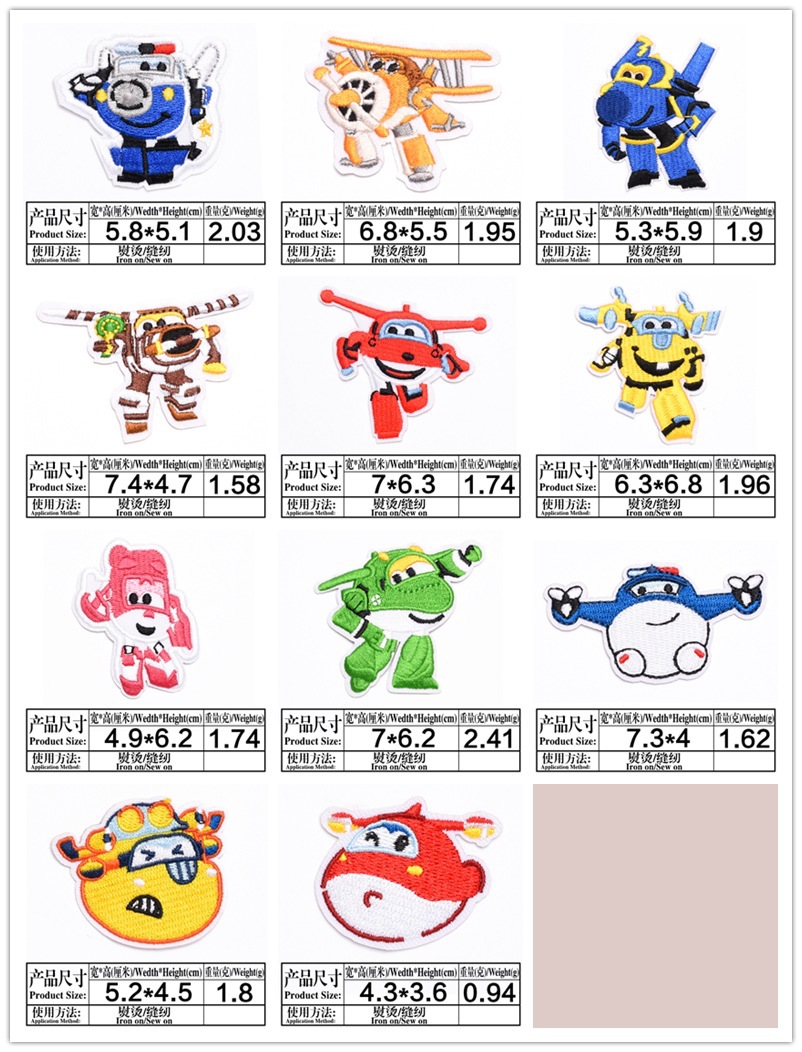 产品尺寸 宽*高(厘米)/Wedth*Height(cm) 重量(克)/Weight(g)
Product Size: 5.8*5.1 2.03
使用方法: 熨烫/缝纫
Application Method: Iron on/Sew on
产品尺寸 宽*高(厘米)/Wedth*Height(cm) 重量(克)/Weight(g)
Product Size: 6.8*5.5 1.95
使用方法: 熨烫/缝纫
Application Method: Iron on/Sew on
产品尺寸 宽*高(厘米)/Wedth*Height(cm) 重量(克)/Weight(g)
Product Size: 5.3*5.9 1.9
使用方法: 熨烫/缝纫
Application Method: Iron on/Sew on
产品尺寸 宽*高(厘米)/Wedth*Height(cm) 重量(克)/Weight(g)
Product Size: 7.4*4.7 1.58
使用方法: 熨烫/缝纫
Application Method: Iron on/Sew on
产品尺寸 宽*高(厘米)/Wedth*Height(cm) 重量(克)/Weight(g)
Product Size: 7*6.3 1.74
使用方法: 熨烫/缝纫
Application Method: Iron on/Sew on
产品尺寸 宽*高(厘米)/Wedth*Height(cm) 重量(克)/Weight(g)
Product Size: 6.3*6.8 1.96
使用方法: 熨烫/缝纫
Application Method: Iron on/Sew on
产品尺寸 宽*高(厘米)/Wedth*Height(cm) 重量(克)/Weight(g)
Product Size: 4.9*6.2 1.74
使用方法: 熨烫/缝纫
Application Method: Iron on/Sew on
产品尺寸 宽*高(厘米)/Wedth*Height(cm) 重量(克)/Weight(g)
Product Size: 7*6.2 2.41
使用方法: 熨烫/缝纫
Application Method: Iron on/Sew on
产品尺寸 宽*高(厘米)/Wedth*Height(cm) 重量(克)/Weight(g)
Product Size: 7.3*4 1.62
使用方法: 熨烫/缝纫
Application Method: Iron on/Sew on
产品尺寸 宽*高(厘米)/Wedth*Height(cm) 重量(克)/Weight(g)
Product Size: 5.2*4.5 1.8
使用方法: 熨烫/缝纫
Application Method: Iron on/Sew on
产品尺寸 宽*高(厘米)/Wedth*Height(cm) 重量(克)/Weight(g)
Product Size: 4.3*3.6 0.94
使用方法: 熨烫/缝纫
Application Method: Iron on/Sew on